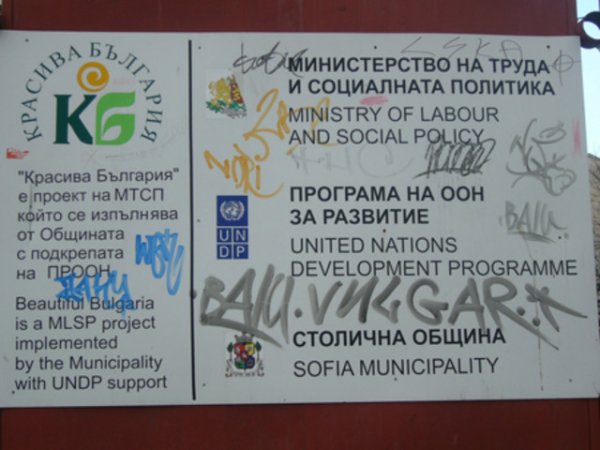 КРАСИВА БЪЛГАРИЯ
КБ
"Красива България"
е проект на МТСП
който се изпълнява
от Общината
с подкрепата
на ПРООН
Beautiful Bulgaria
is a MLSP project
implemented
by the Municipality
with UNDP support
МИНИСТЕРСТВО НА ТРУДА
И СОЦИАЛНАТА ПОЛИТИКА
MINISTRY OF LABOUR
AND SOCIAL POLICY
ПРОГРАМА НА ООН
ЗА РАЗВИТИЕ
UN
DP
UNITED NATIONS
DEVELOPMENT PROGRAMME
VULGAR
СТОЛИЧНА ОБЩИНА
SOFIA MUNICIPALITY